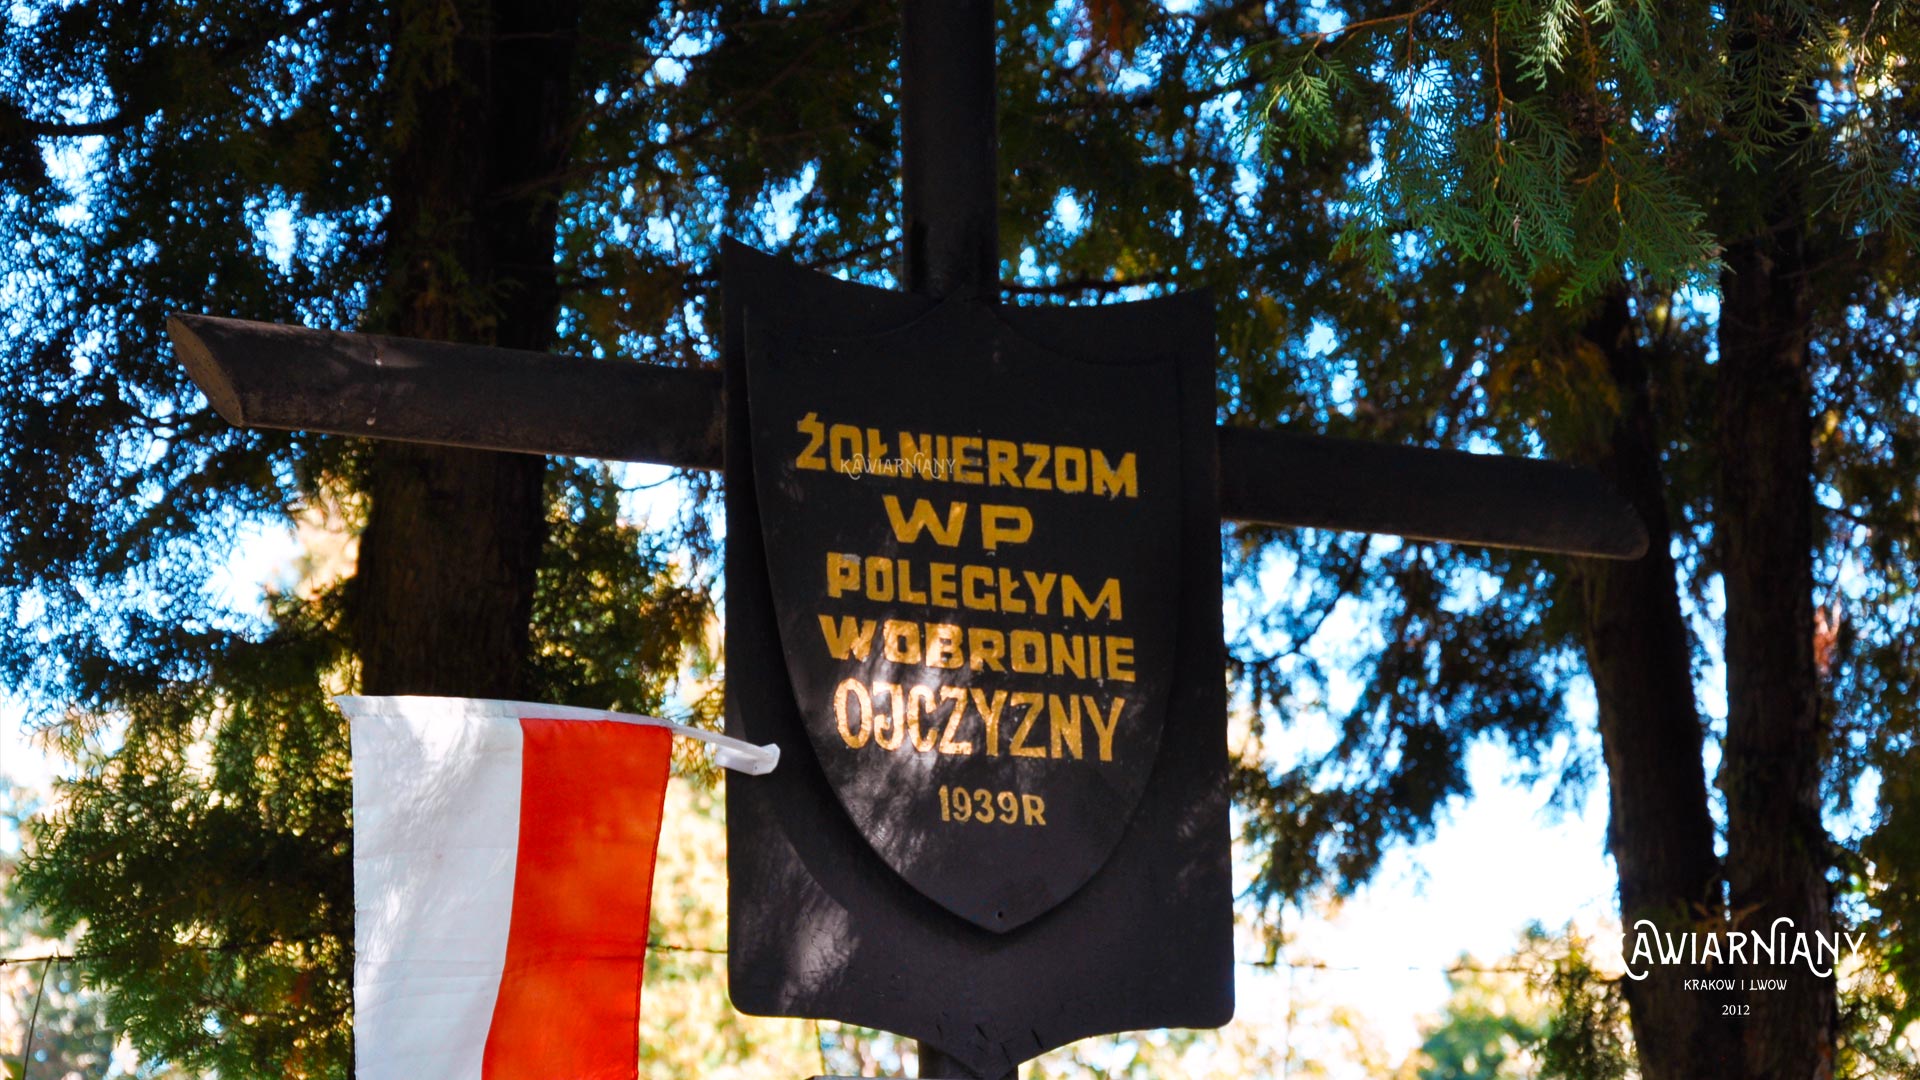 ŻOŁNIERZOM
KAWIARNIANY
WP
POLEGŁYM
W OBRONIE
OJCZYZNY
1939R
KAWIARNIANY
KRAKOW I LWOW
2012